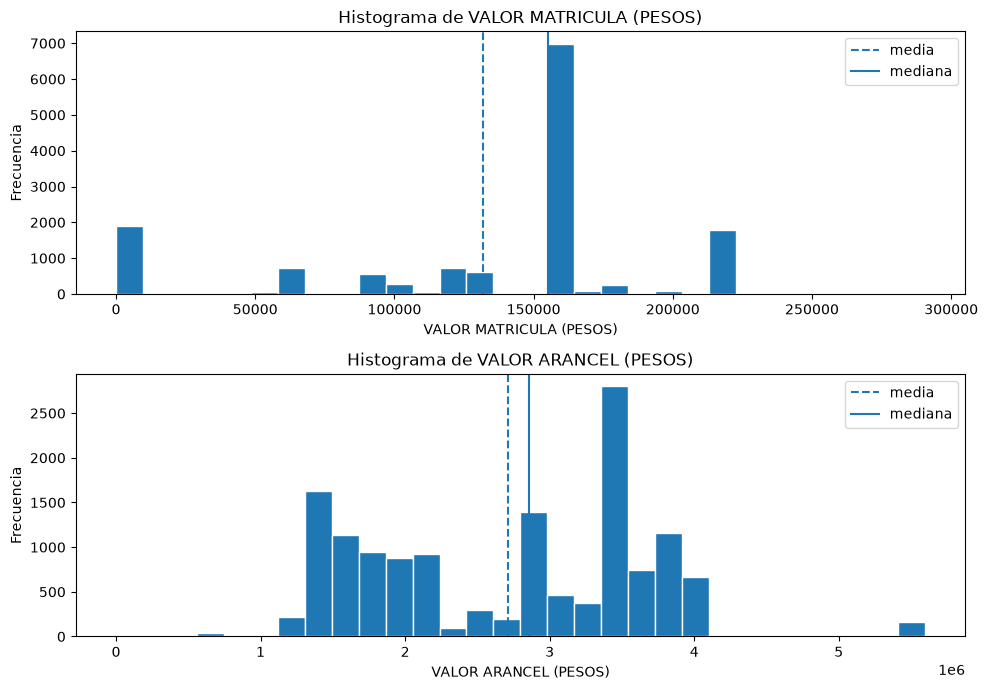 Histograma de VALOR MATRICULA (PESOS)
7000
6000
5000
4000
3000
2000
1000
0
Frecuencia
media
mediana
0 50000 100000 150000 200000 250000 300000
VALOR MATRICULA (PESOS)
Histograma de VALOR ARANCEL (PESOS)
2500
2000
1500
1000
500
0
Frecuencia
media
mediana
0 1 2 3 4 5
1e6
VALOR ARANCEL (PESOS)